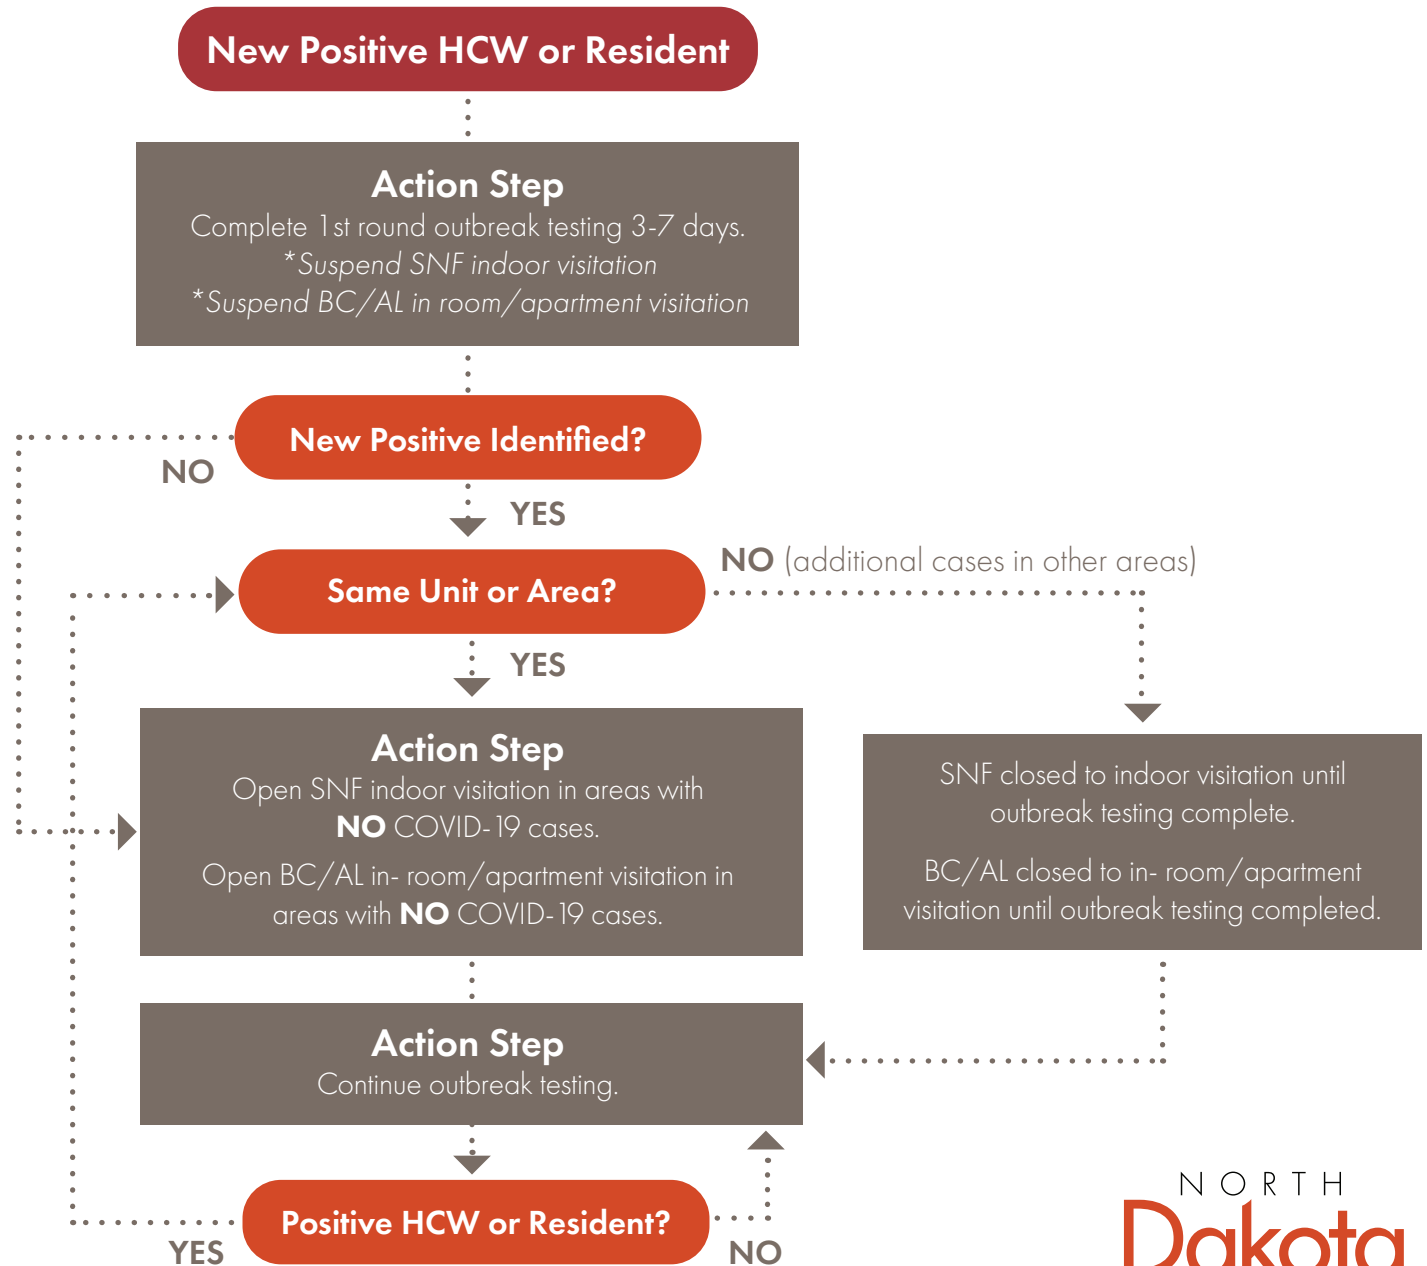 New Positive HCW or Resident
Action Step
Complete 1st round outbreak testing 3-7 days.
*Suspend SNF indoor visitation
*Suspend BC/AL in room/apartment visitation
New Positive Identified?
NO
YES
Same Unit or Area?
NO (additional cases in other areas)
YES
Action Step
Open SNF indoor visitation in areas with
NO COVID-19 cases.
Open BC/AL in- room/apartment visitation in
areas with NO COVID-19 cases.
SNF closed to indoor visitation until
outbreak testing complete.
BC/AL closed to in- room/apartment
visitation until outbreak testing completed.
Action Step
Continue outbreak testing.
Positive HCW or Resident?
YES
NO
NORTH
Dakota